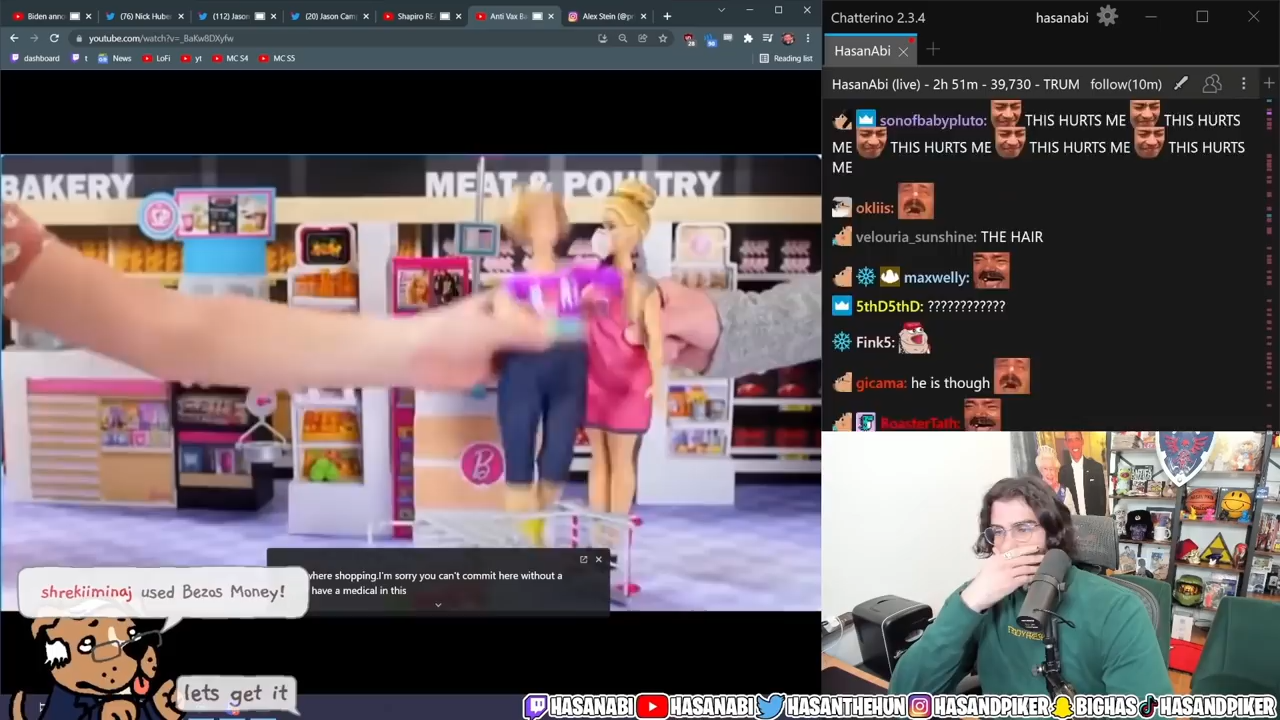 Biden anno
(76) Nick Hube
(112) Jason
(20) Jason Cam
Shapiro RE
Anti Vax Ba
Alex Stein (@p
youtube.com/watch?v=_BaKw8DXyfw
dashboard
t
News
LoFi
yt
MC S4
MC S5
Reading list
BAKERY
MEAT & POULTRY
B
where shopping.I'm sorry you can't commit here without a
have a medical in this
shrekiiminaj used Bezos Money!
lets get it
Chatterino 2.3.4
hasanabi
HasanAbi
HasanAbi (live) - 2h 51m - 39,730 - TRUM
follow(10m)
sonofbabypluto: THIS HURTS ME THIS HURTS
ME THIS HURTS ME THIS HURTS ME THIS HURTS
ME
okliis:
velouria_sunshine: THE HAIR
maxwelly:
5thD5thD: ????????????
Fink5:
gicama: he is though
RoasterTath:
HASANABI HASANABI HASANTHEHUN HASANDPIKER BIGHAS HASANDPIKER